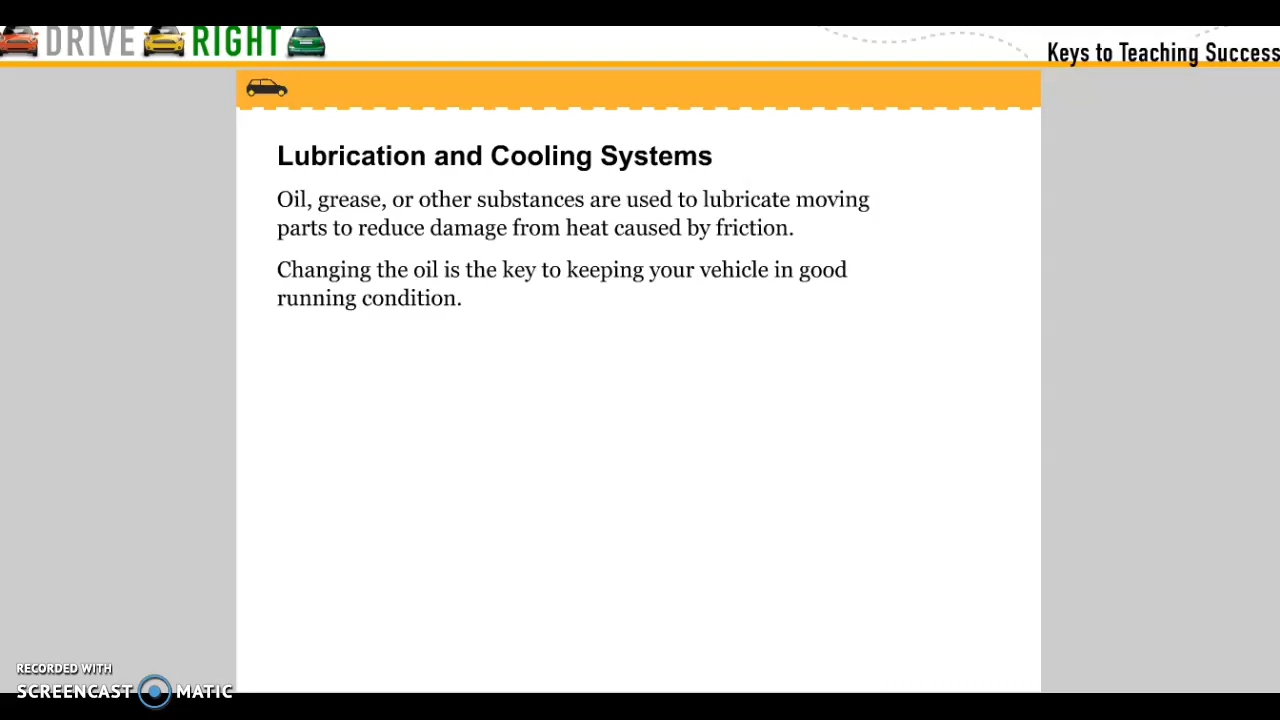 DRIVE RIGHT
Keys to Teaching Success
Lubrication and Cooling Systems
Oil, grease, or other substances are used to lubricate moving
parts to reduce damage from heat caused by friction.
Changing the oil is the key to keeping your vehicle in good
running condition.
RECORDED WITH
SCREENCAST MATIC